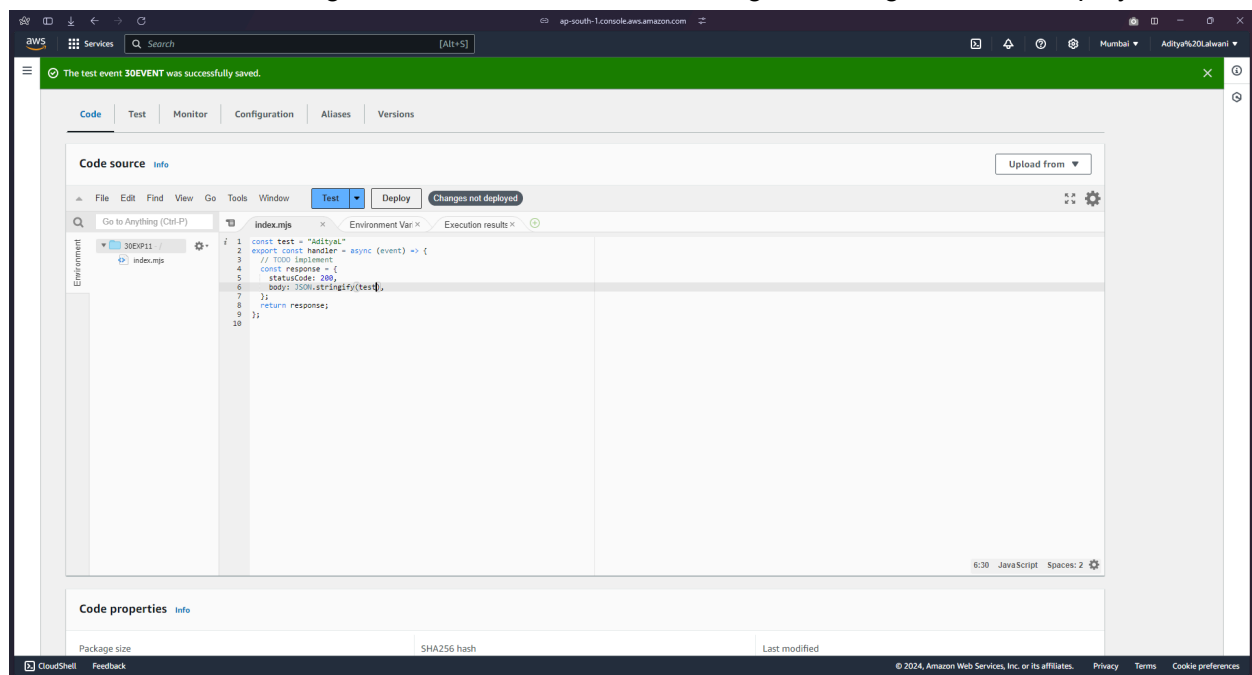 ap-south-1.console.aws.amazon.com
aws Services Search [Alt+S] Mumbai ▼ Aditya%20Lalwani ▼
The test event 30EVENT was successfully saved.
Code Test Monitor Configuration Aliases Versions
Code source Info Upload from ▼
File Edit Find View Go Tools Window Test Deploy Changes not deployed
Go to Anything (Ctrl-P) index.mjs × Environment Var × Execution results ×
Environment
30EXP11 - /
index.mjs
i 1 const test = "AdityaL"
2 export const handler = async (event) => {
3 // TODO implement
4 const response = {
5 statusCode: 200,
6 body: JSON.stringify(test),
7 };
8 return response;
9 };
10
6:30 JavaScript Spaces: 2
Code properties Info
Package size SHA256 hash Last modified
CloudShell Feedback © 2024, Amazon Web Services, Inc. or its affiliates. Privacy Terms Cookie preferences